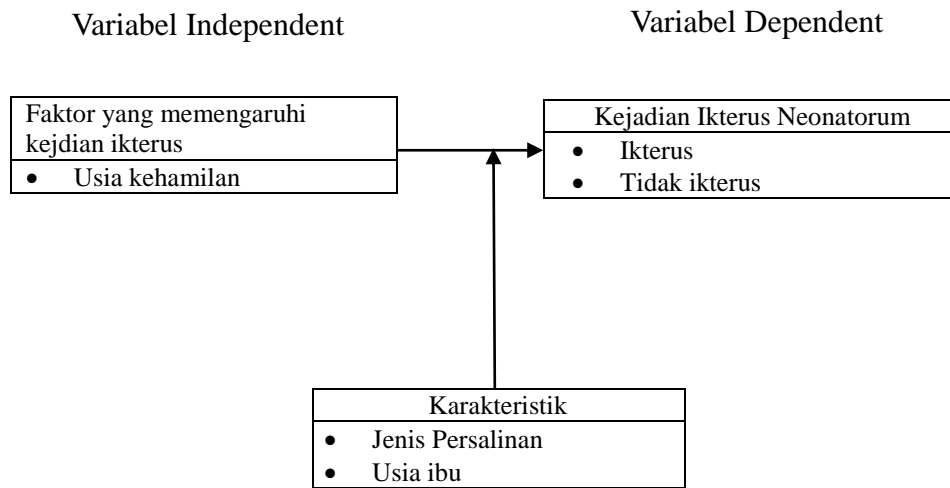 Variabel Independent
Variabel Dependent
Faktor yang memengaruhi
kejdian ikterus
• Usia kehamilan
Kejadian Ikterus Neonatorum
• Ikterus
• Tidak ikterus
Karakteristik
• Jenis Persalinan
• Usia ibu